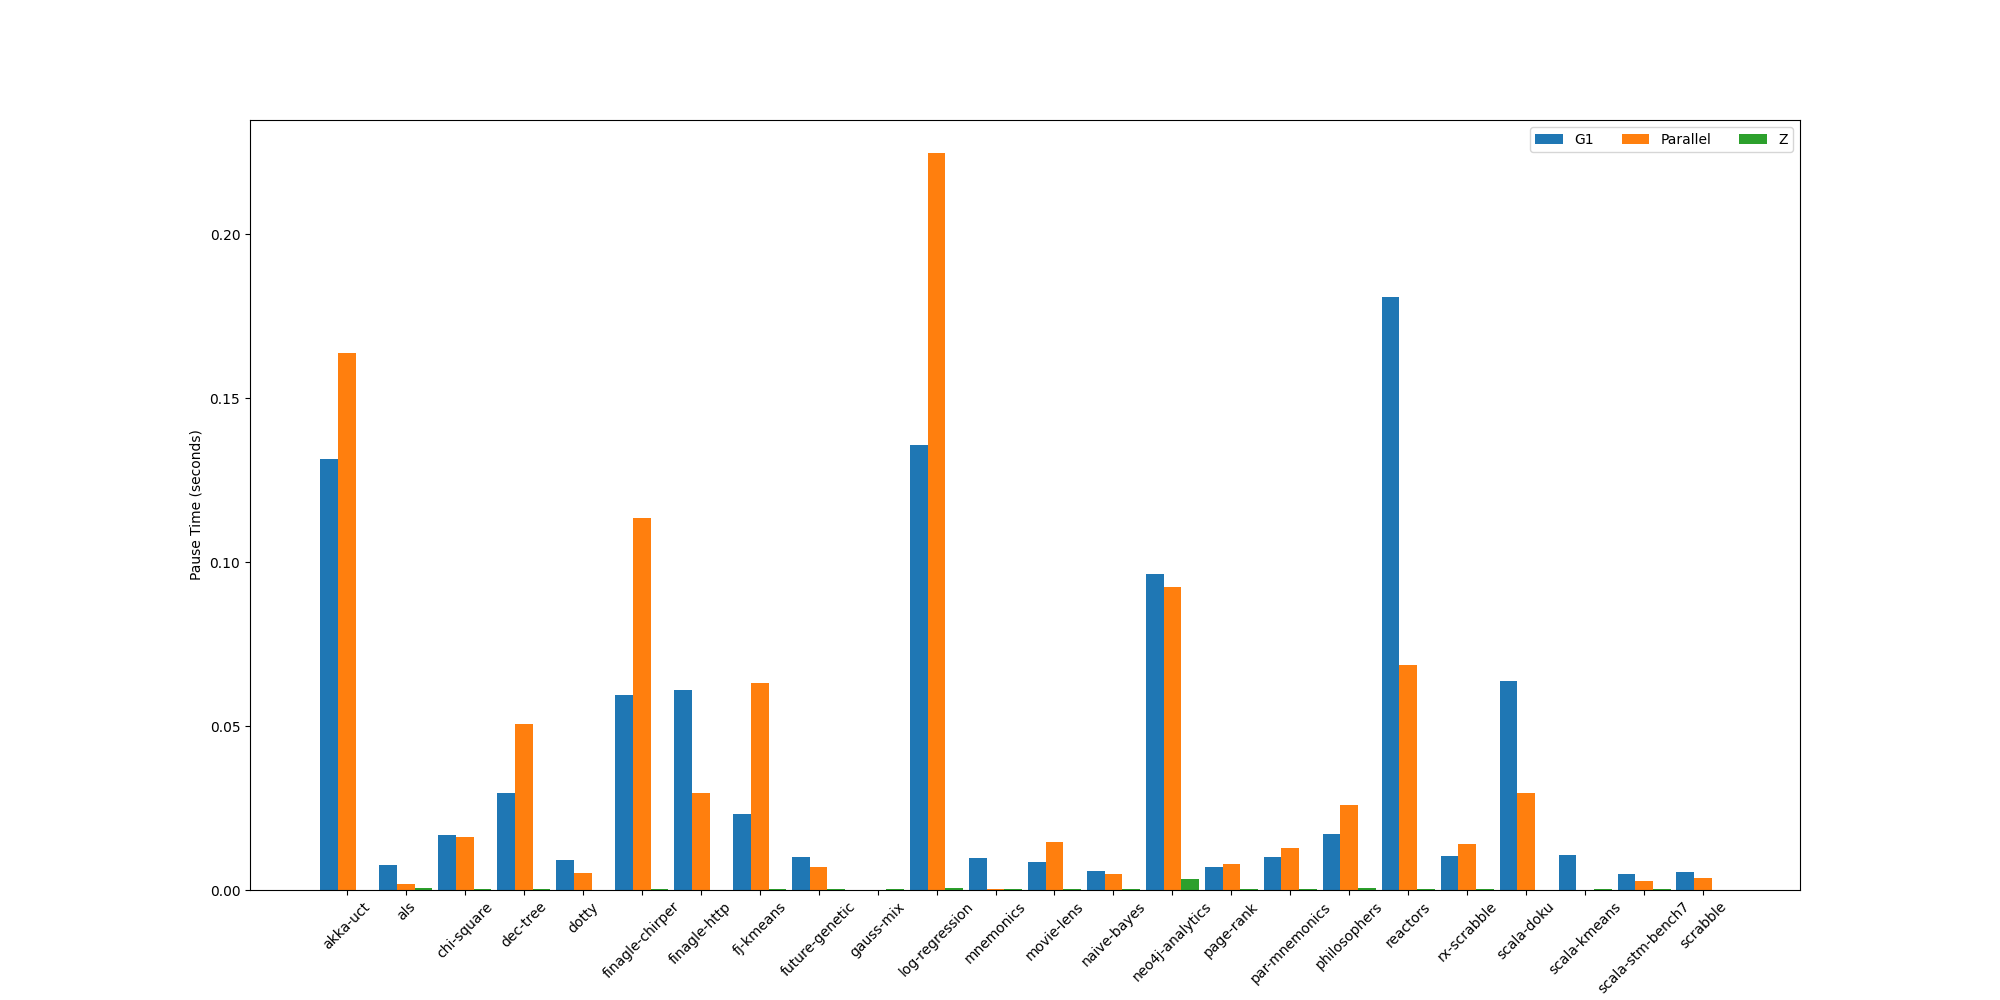 G1 Parallel Z
Pause Time (seconds)
0.20
0.15
0.10
0.05
0.00
akka-uct
als
chi-square
dec-tree
dotty
finagle-chirper
finagle-http
fj-kmeans
future-genetic
gauss-mix
log-regression
mnemonics
movie-lens
naive-bayes
neo4j-analytics
page-rank
par-mnemonics
philosophers
reactors
rx-scrabble
scala-doku
scala-kmeans
scala-stm-bench7
scrabble